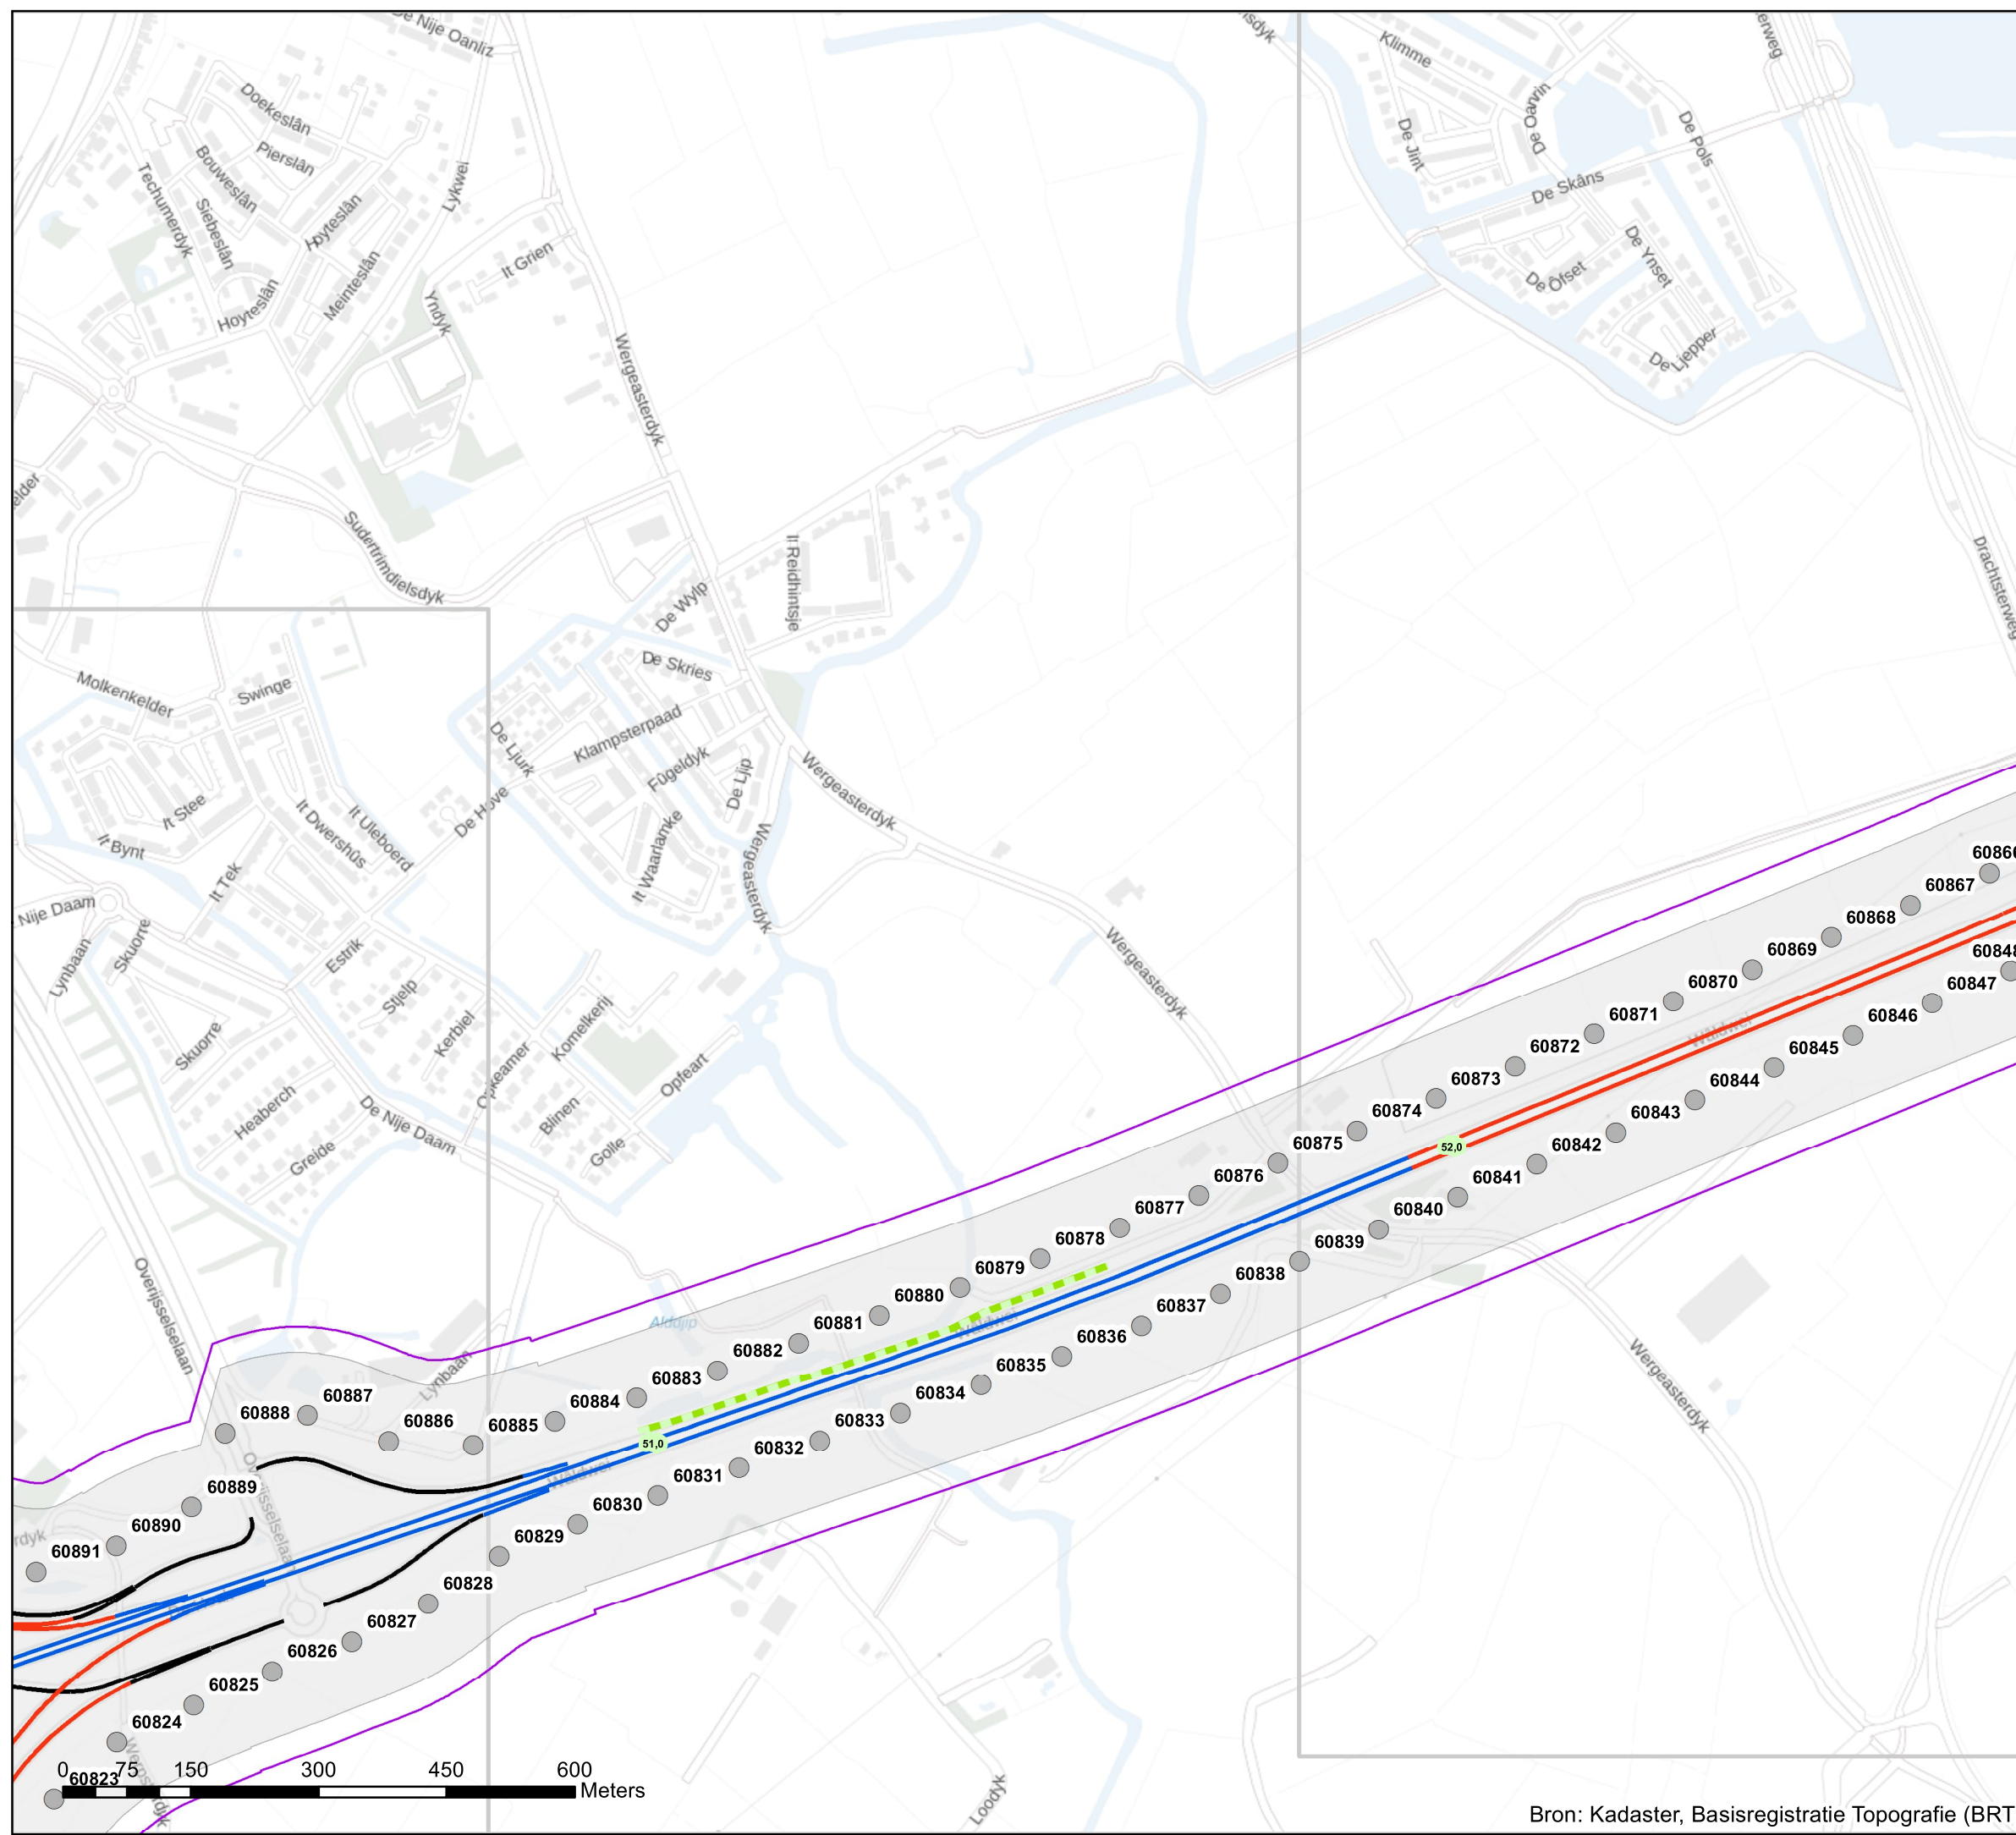 De Nije Oanliz
Klimme
Doekeslân
Pierslân
Bouweslân
Siebeslân
Hoyteslân
Techumerdyk
Lykwei
Meinteslân
Hoyteslân
It Grien
Yndyk
Wergeasterdyk
De Jint
De Oanrin
De Pols
De Skâns
De Ynset
De Ôfset
De Ljepper
Drachtsterweg
Sudertrimdielsdyk
It Reidhintsje
De Wylp
De Skries
Molkenkelder
Swinge
De Ljurk
Klampsterpaad
Fûgeldyk
De Ljip
De Hove
It Stee
It Bynt
It Dwershûs
It Uleboerd
It Tek
It Waarlamke
Wergeasterdyk
Wergeasterdyk
Wergeasterdyk
Nije Daam
Lynbaan
Skuorre
Estrik
Stjelp
Kerbiel
Skuorre
Komelkerij
Opkeamer
Opfeart
Blinen
Golle
Heaberch
Greide
De Nije Daam
Overijsselselaan
Aldojip
Lynbaan
Wâldwei
Wâldwei
Wâldwei
Wergeasterdyk
Loodyk
60867
60868
60869
60870
60871
60872
60873
60874
60875
60876
60877
60878
60879
60880
60881
60882
60883
60884
60885
60886
60887
60888
60889
60890
60891
60848
60847
60846
60845
60844
60843
60842
60841
60840
60839
60838
60837
60836
60835
60834
60833
60832
60831
60830
60829
60828
60827
60826
60825
60824
60823
52,0
51,0
0 75 150 300 450 600
Meters
Bron: Kadaster, Basisregistratie Topografie (BRT